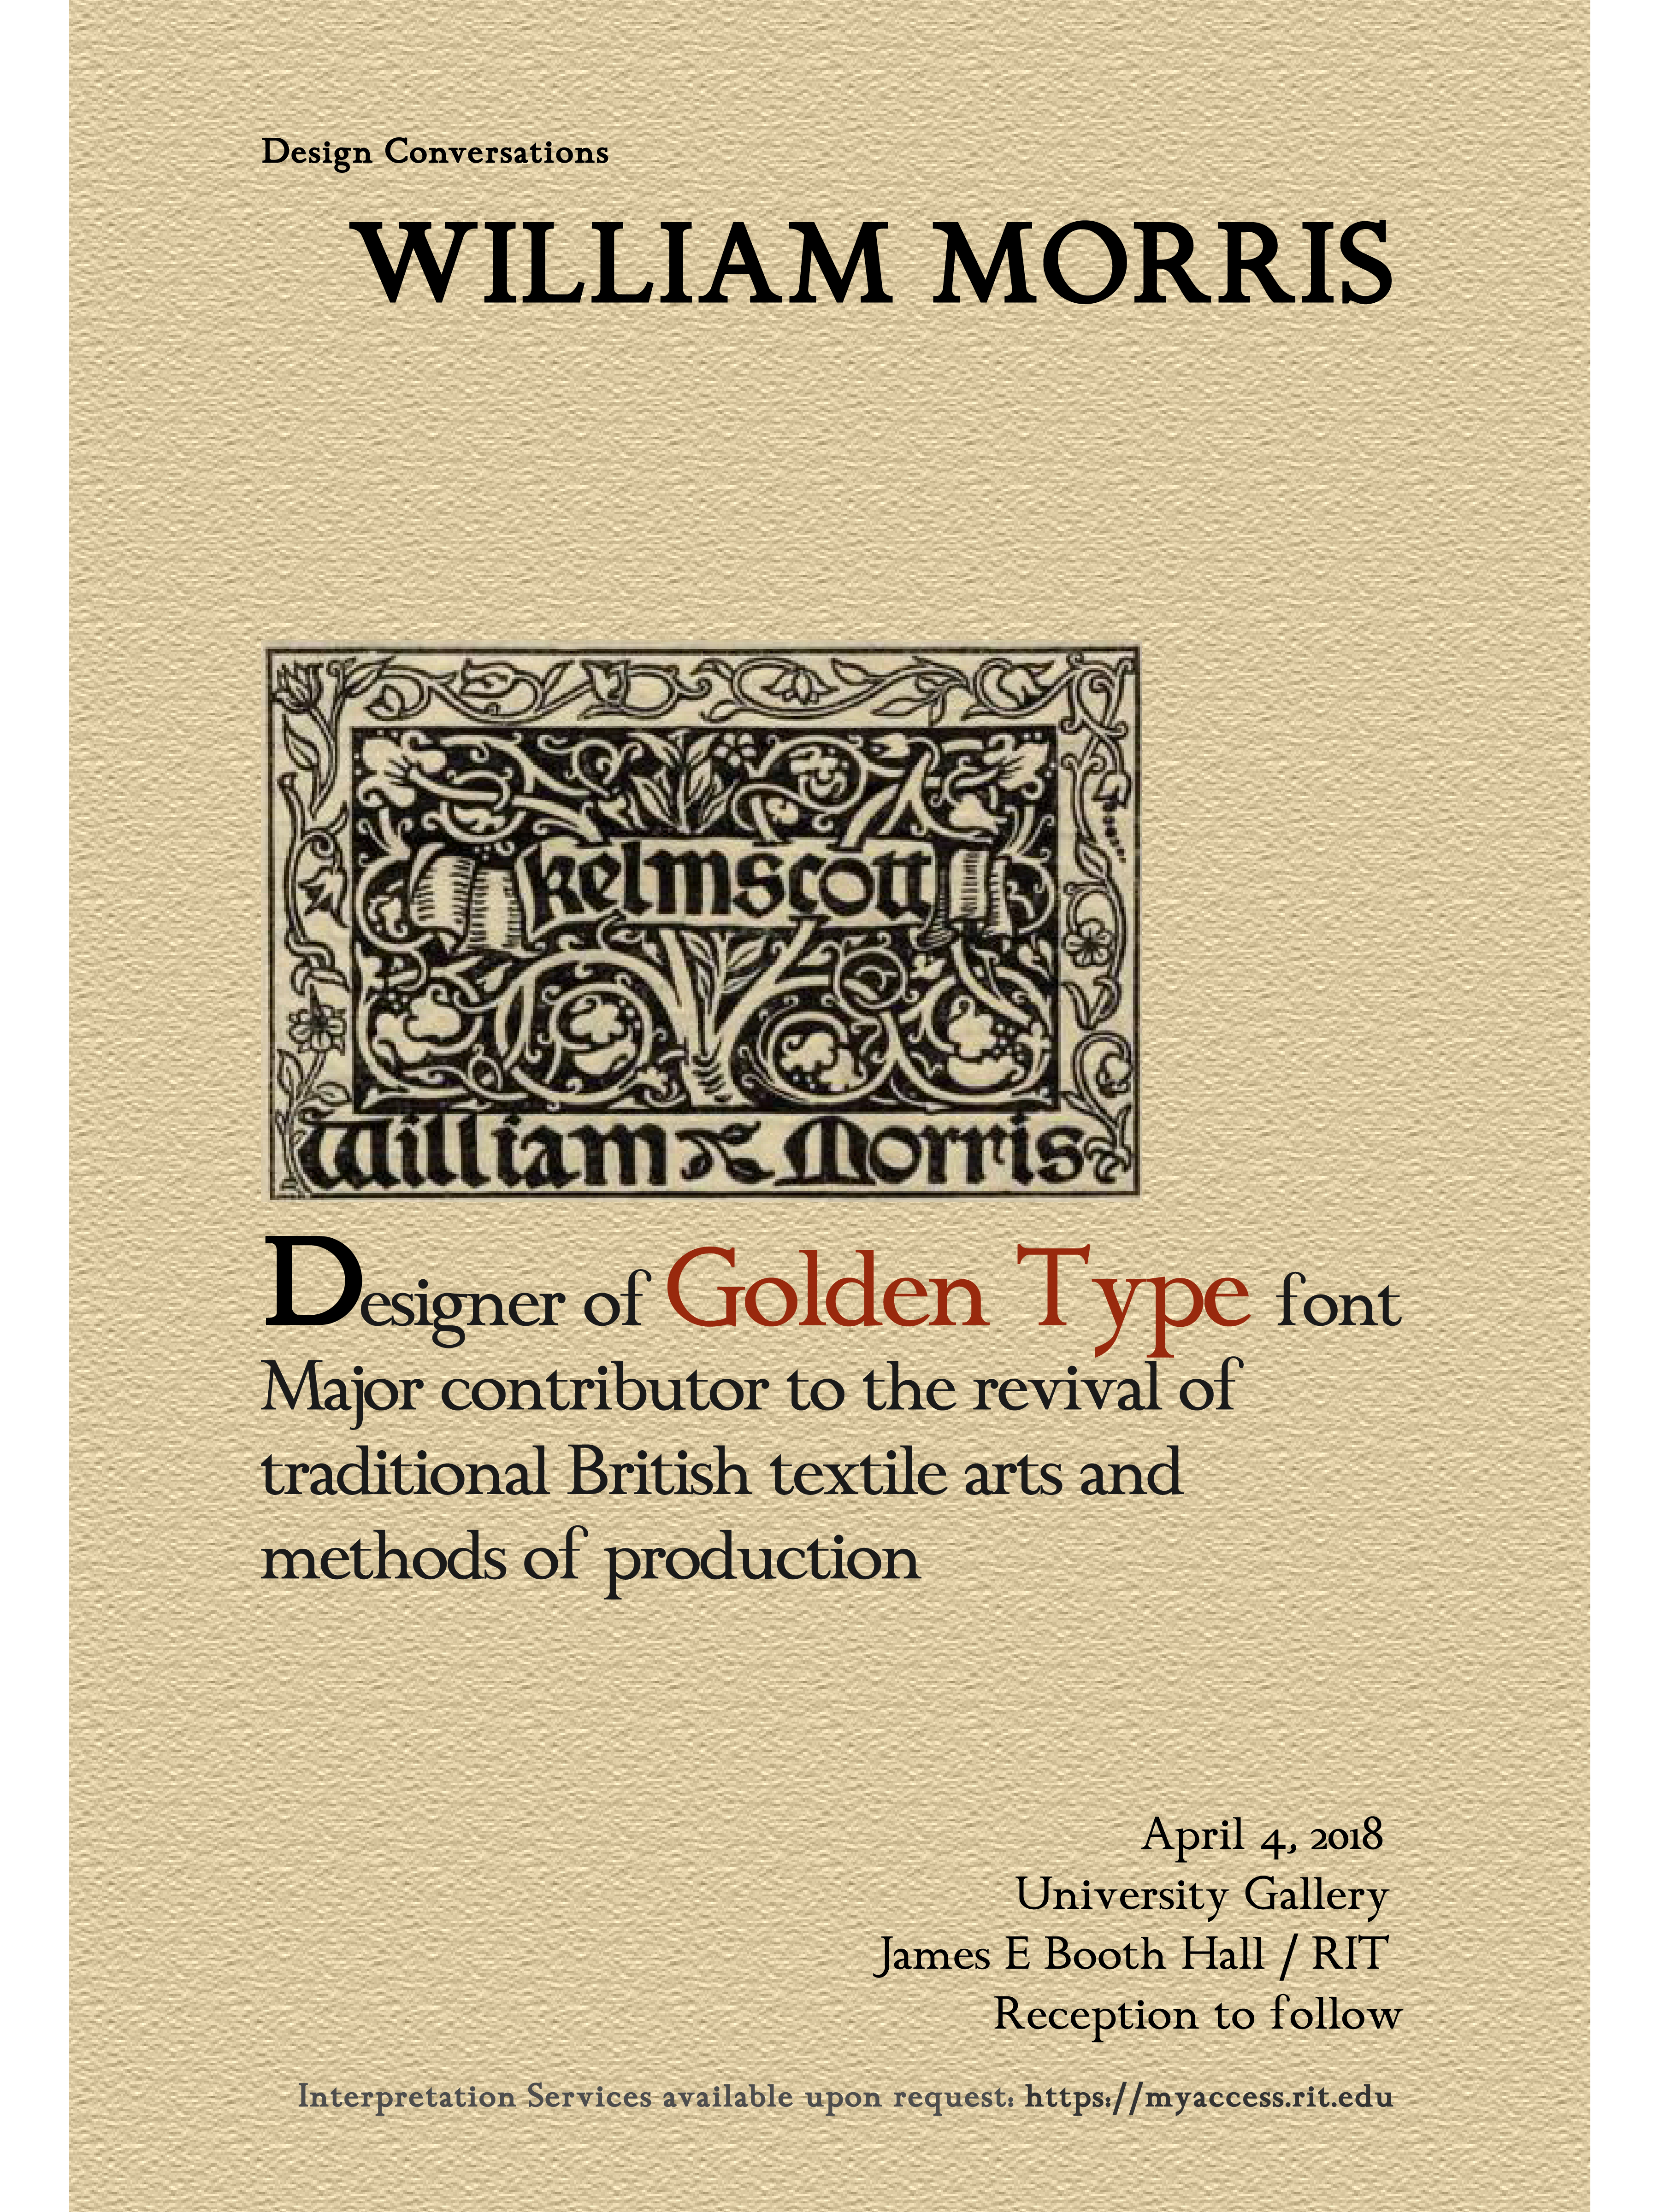 Design Conversations
WILLIAM MORRIS
kelmscott
William Morris
Designer of Golden Type font
Major contributor to the revival of
traditional British textile arts and
methods of production
April 4, 2018
University Gallery
James E Booth Hall / RIT
Reception to follow
Interpretation Services available upon request: https://myaccess.rit.edu